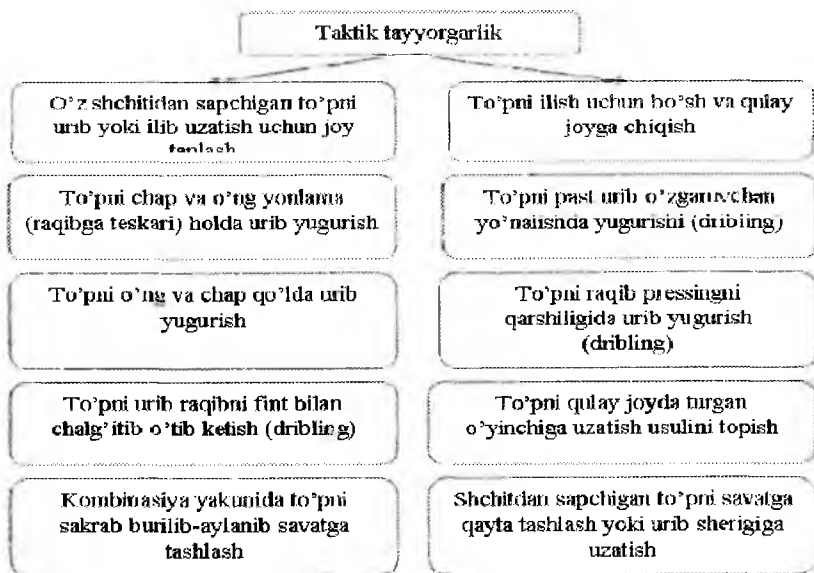 Taktik tayyorgarlik
O'z shchitidan sapchigan to'pni
urib yoki ilib uzatish uchun joy
tanlash
To'pni ilish uchun bo'sh va qulay
joyga chiqish
To'pni chap va o'ng yonlama
(raqibga teskari) holda urib yugurish
To'pni past urib o'zgaruvchan
yo'nalishda yugurishi (dribling)
To'pni o'ng va chap qo'lda urib
yugurish
To'pni raqib pressingni
qarshiligida urib yugurish
(dribling)
To'pni urib raqibni fint bilan
chalg'itib o'tib ketish (dribling)
To'pni qulay joyda turgan
o'yinchiga uzatish usulini topish
Kombinasiya yakunida to'pni
sakrab burilib-aylanib savatga
tashlash
Shchitdan sapchigan to'pni savatga
qayta tashlash yoki urib sherigiga
uzatish